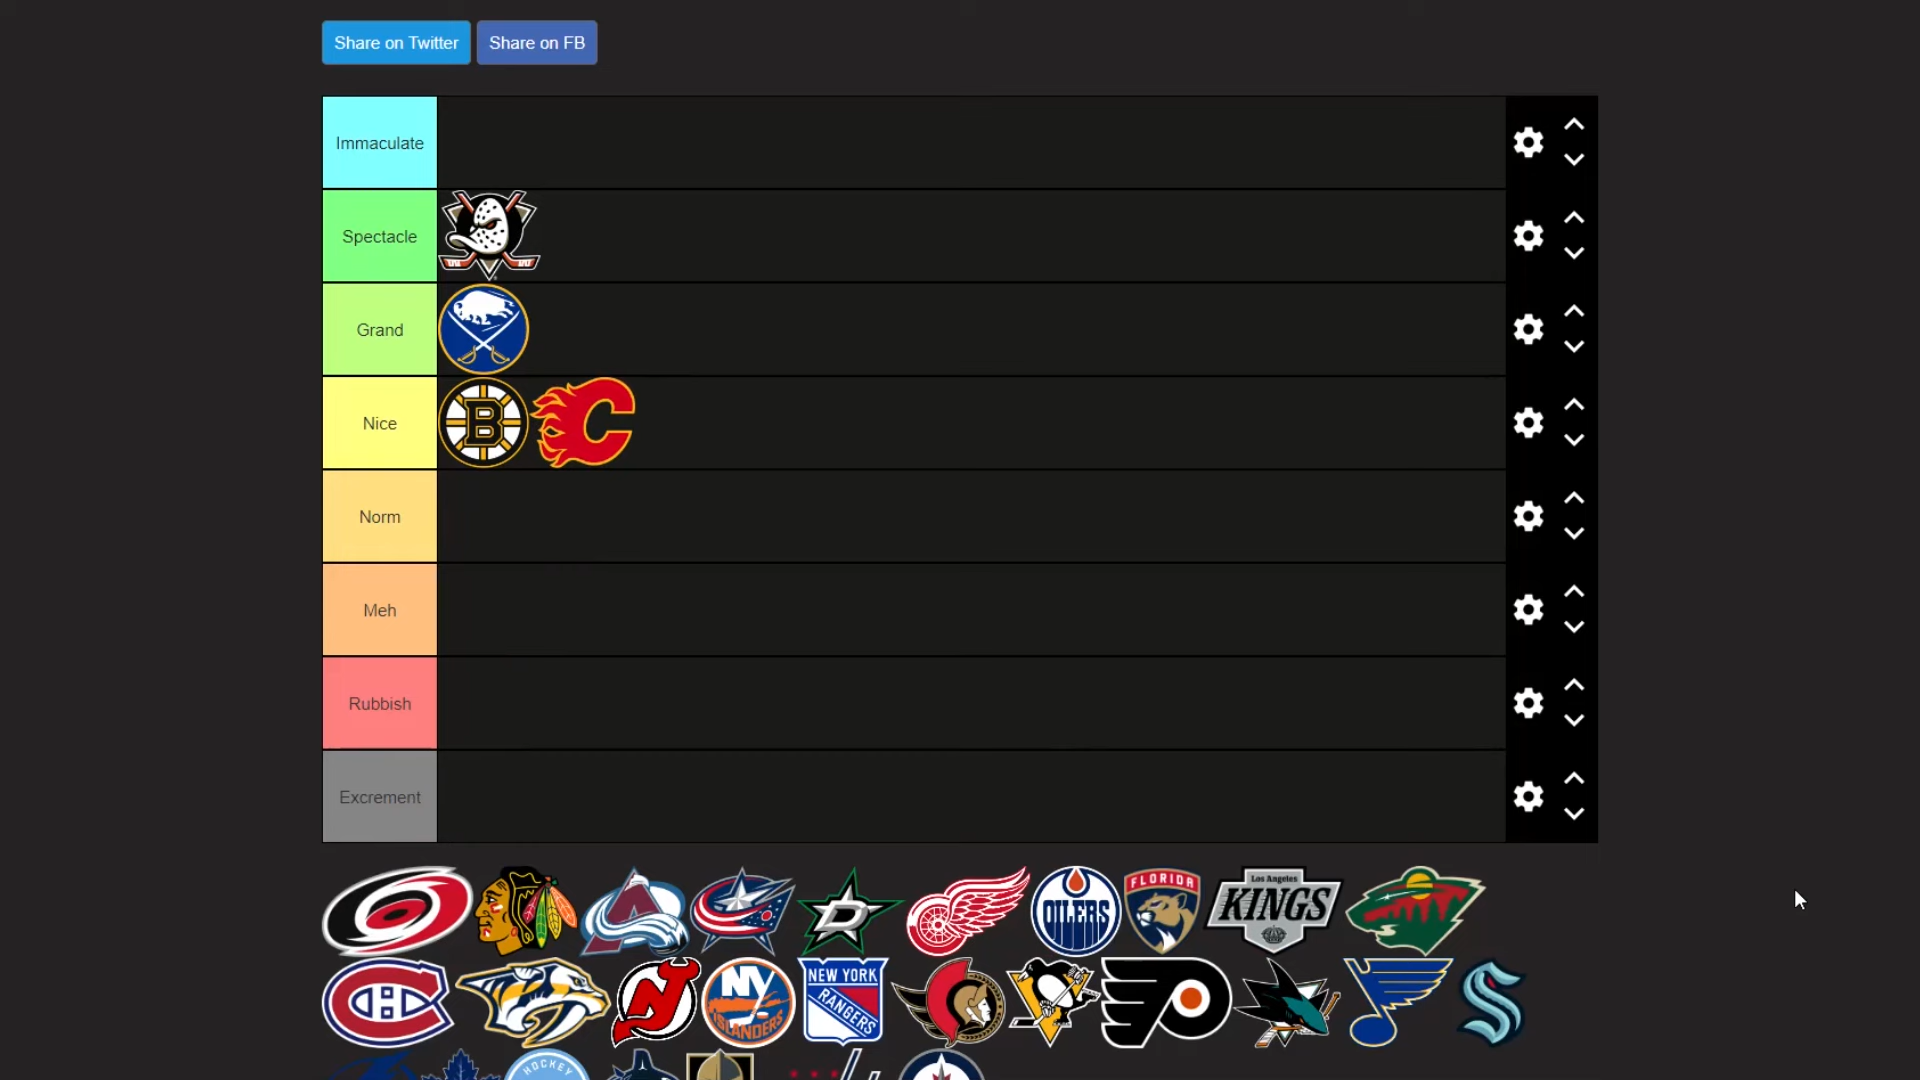 Share on Twitter Share on FB
Immaculate
Spectacle
Grand
Nice
B C
Norm
Meh
Rubbish
Excrement
D
OILERS
FLORIDA
Los Angeles
KINGS
NY
ISLANDERS
NEW YORK
RANGERS
HOCKEY